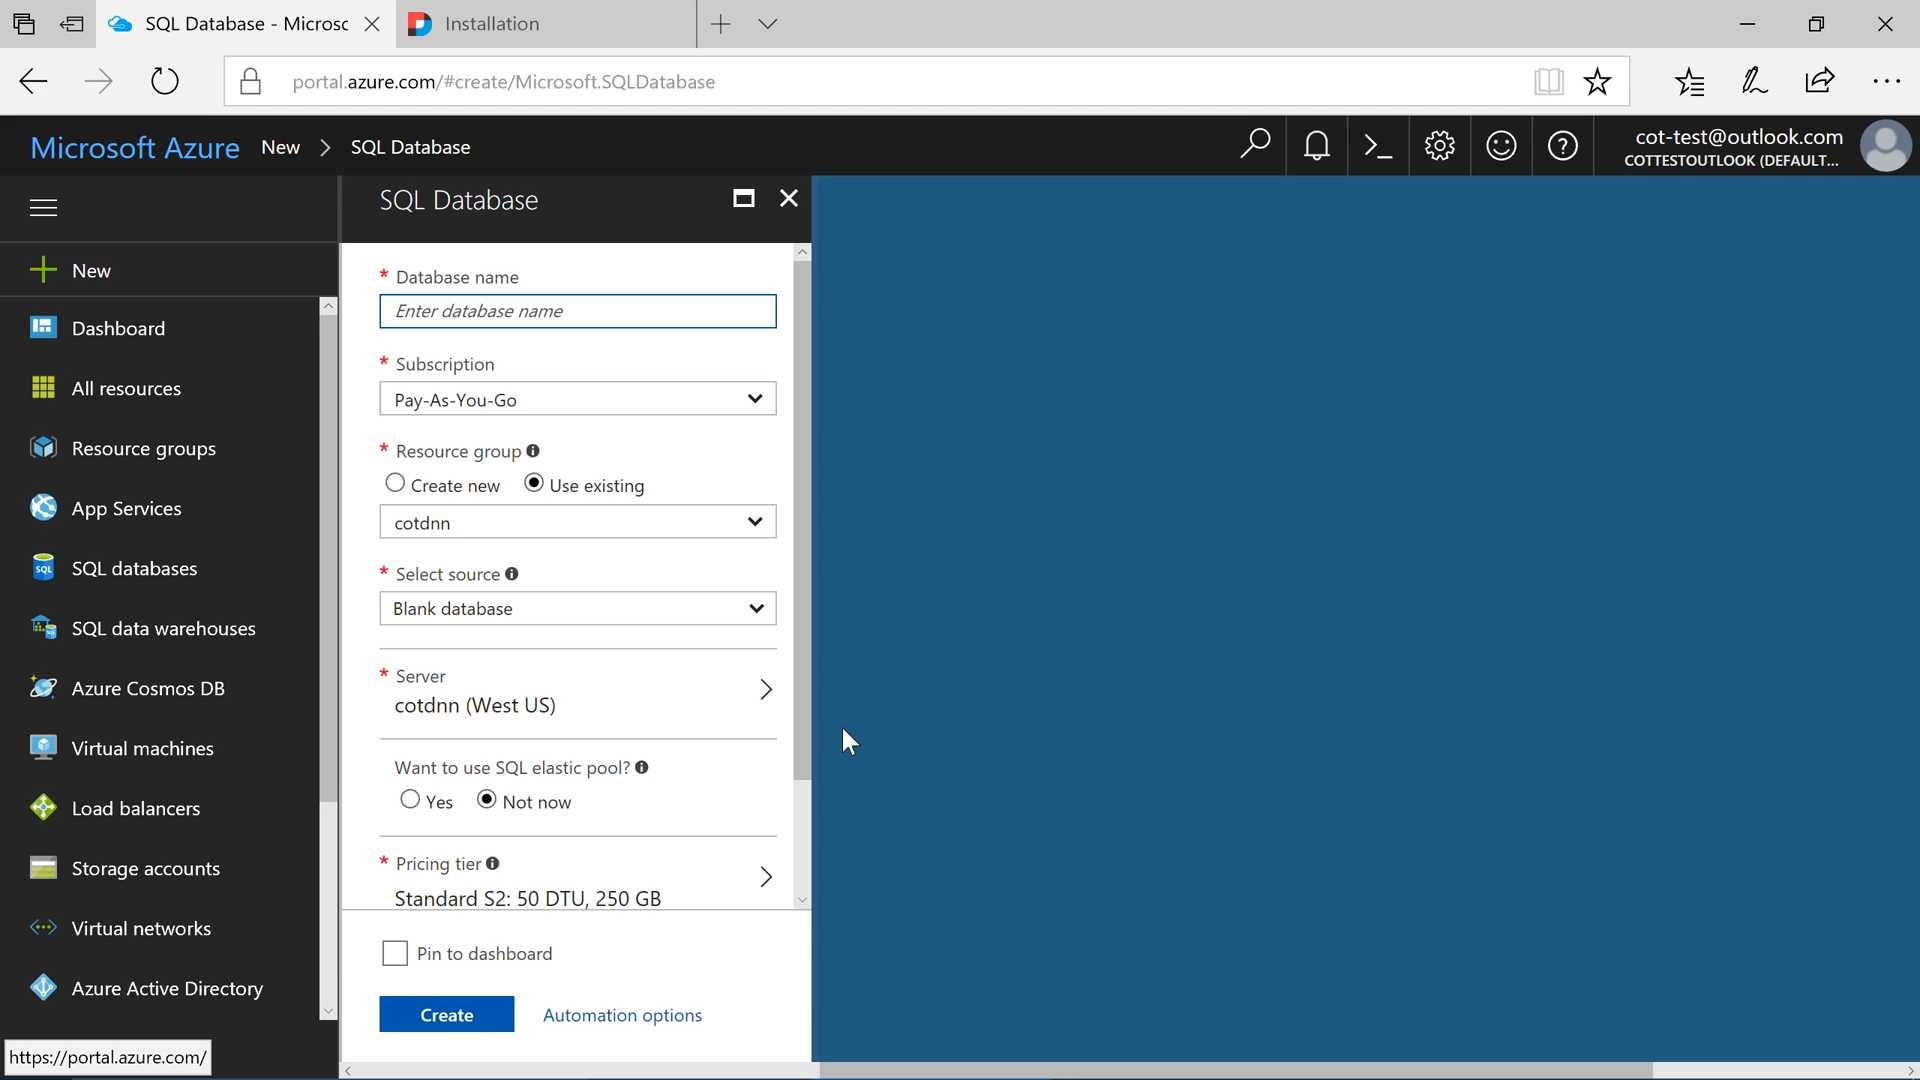 SQL Database - Microsc
Installation
portal.azure.com/#create/Microsoft.SQLDatabase
Microsoft Azure New > SQL Database
cot-test@outlook.com
COTTESTOUTLOOK (DEFAULT...
SQL Database
New
Dashboard
All resources
Resource groups
App Services
SQL databases
SQL data warehouses
Azure Cosmos DB
Virtual machines
Load balancers
Storage accounts
Virtual networks
Azure Active Directory
https://portal.azure.com/
* Database name
Enter database name
* Subscription
Pay-As-You-Go
* Resource group
Create new Use existing
cotdnn
* Select source
Blank database
* Server
cotdnn (West US)
Want to use SQL elastic pool?
Yes Not now
* Pricing tier
Standard S2: 50 DTU, 250 GB
Pin to dashboard
Create Automation options